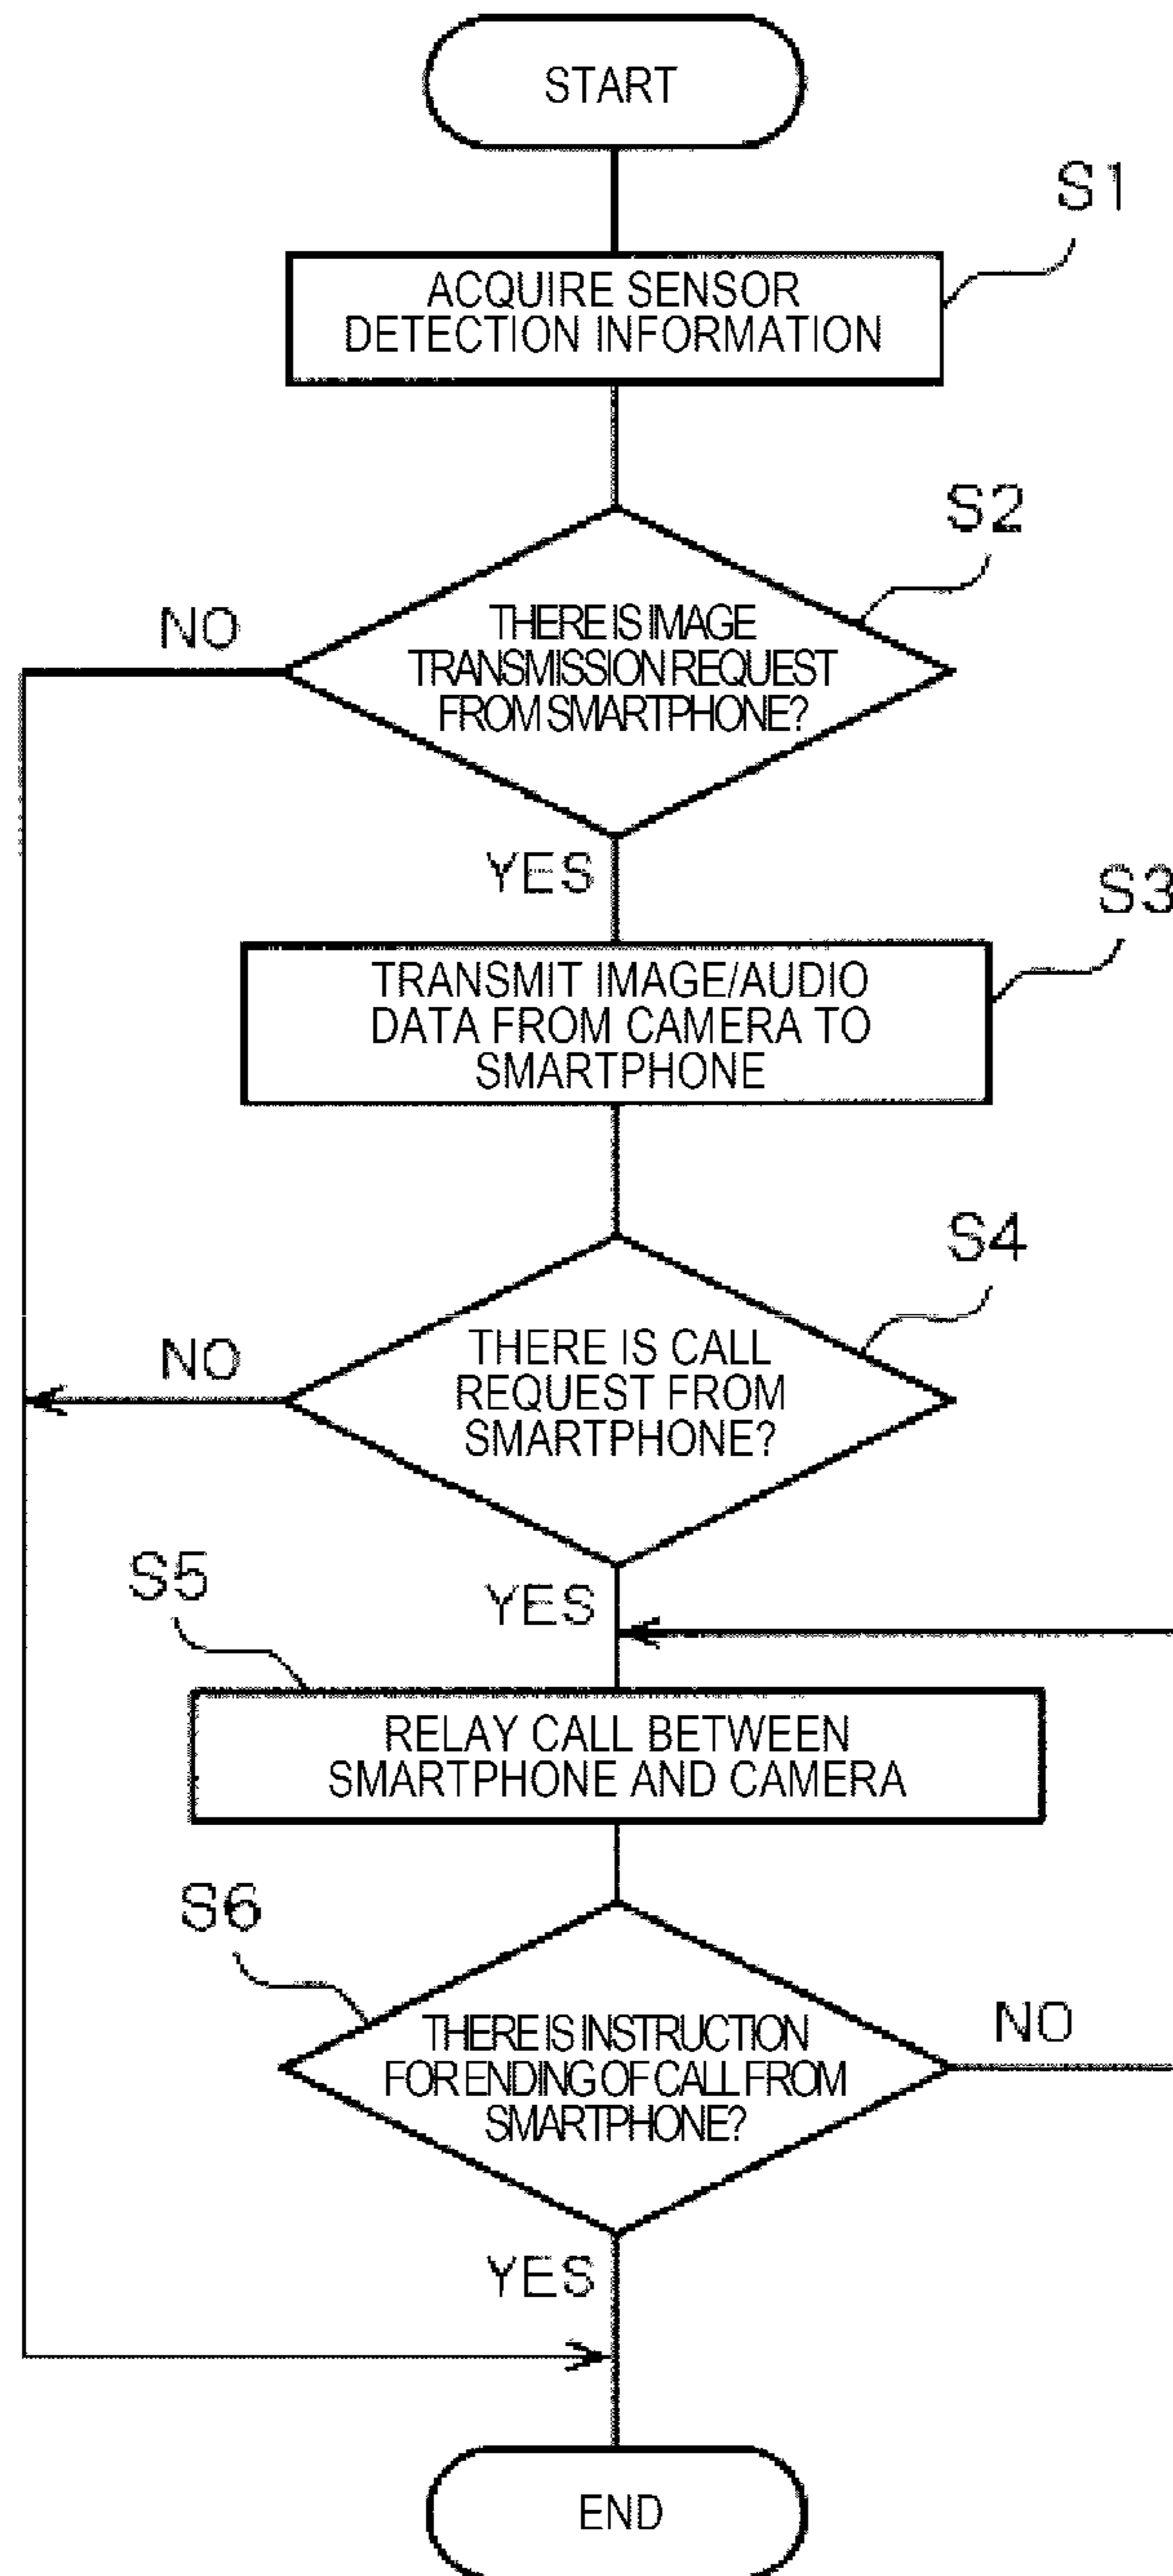 START
S1
ACQUIRE SENSOR
DETECTION INFORMATION
S2
NO
THERE IS IMAGE
TRANSMISSION REQUEST
FROM SMARTPHONE?
YES
S3
TRANSMIT IMAGE/AUDIO
DATA FROM CAMERA TO
SMARTPHONE
S4
NO
THERE IS CALL
REQUEST FROM
SMARTPHONE?
S5
YES
RELAY CALL BETWEEN
SMARTPHONE AND CAMERA
S6
THERE IS INSTRUCTION
FOR ENDING OF CALL FROM
SMARTPHONE?
NO
YES
END